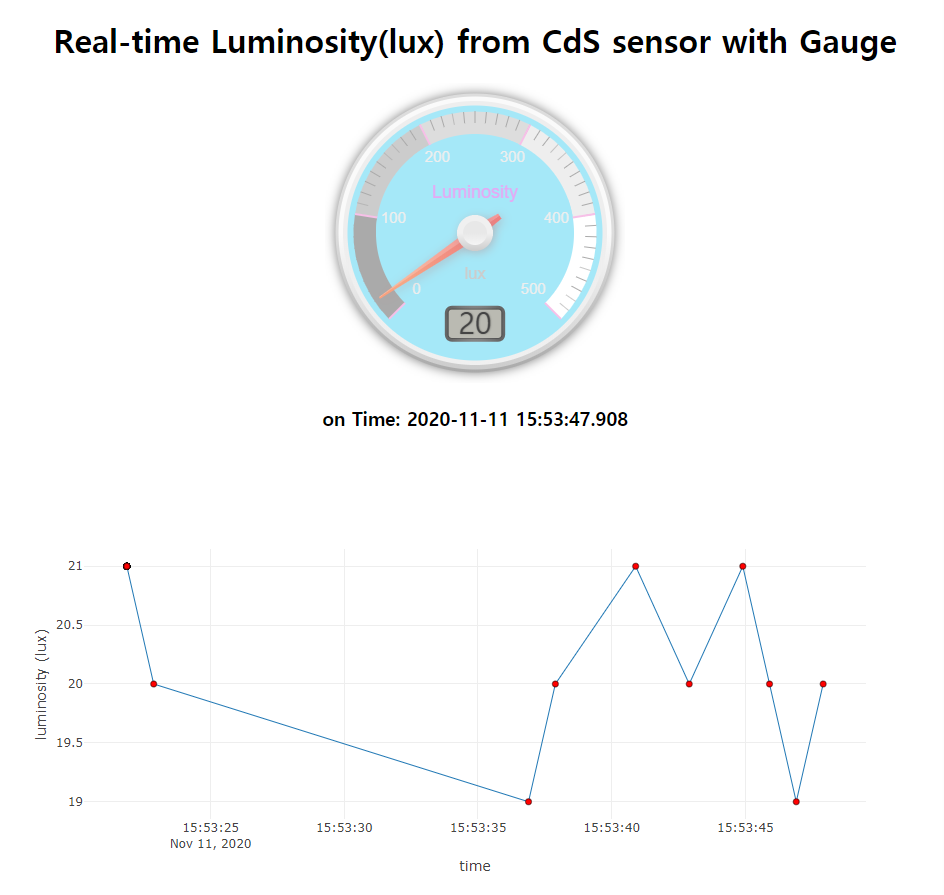 Real-time Luminosity(lux) from CdS sensor with Gauge
200 300
Luminosity
100 400
lux
0 500
20
on Time: 2020-11-11 15:53:47.908
21
20.5
20
19.5
19
luminosity (lux)
15:53:25 15:53:30 15:53:35 15:53:40 15:53:45
Nov 11, 2020
time